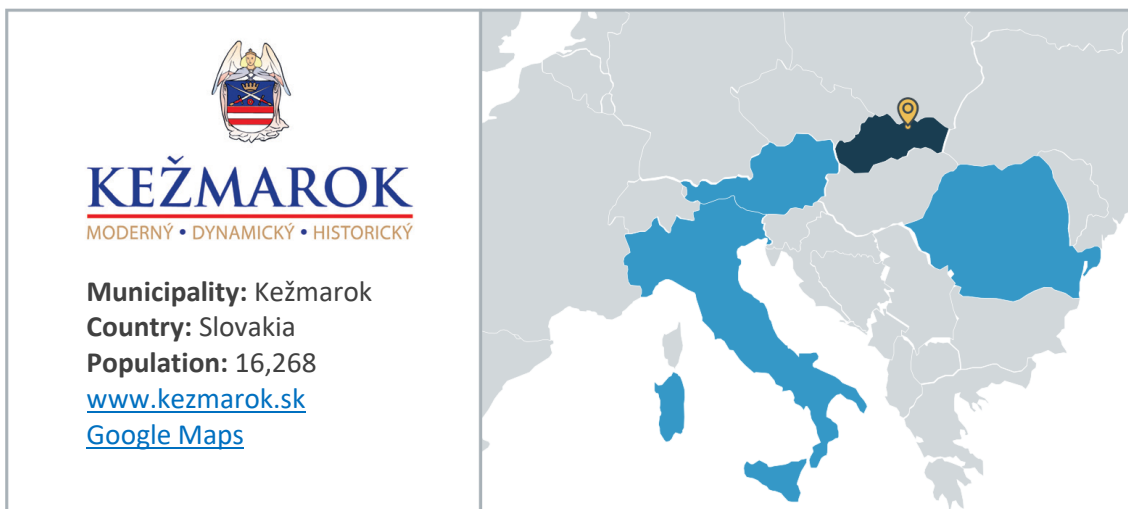 KEŽMAROK
MODERNÝ • DYNAMICKÝ • HISTORICKÝ
Municipality: Kežmarok
Country: Slovakia
Population: 16,268
www.kezmarok.sk
Google Maps